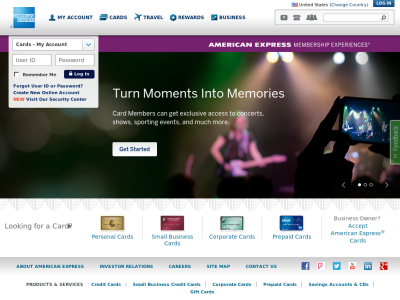 United States (Change Country)
LOG IN
MY ACCOUNT
CARDS
TRAVEL
REWARDS
BUSINESS
Cards - My Account
User ID
Password
Remember Me
Log In
Forgot User ID or Password?
Create New Online Account
NEW Visit Our Security Center
AMERICAN EXPRESS MEMBERSHIP EXPERIENCES®
Turn Moments Into Memories
Card Members can get exclusive access to concerts,
shows, sporting events, and much more.
Get Started
Feedback
Looking for a Card?
Personal Cards
Small Business
Cards
Corporate Cards
Prepaid Cards
Business Owner?
Accept
American Express®
Cards
ABOUT AMERICAN EXPRESS
INVESTOR RELATIONS
CAREERS
SITE MAP
CONTACT US
PRODUCTS & SERVICES
Credit Cards
Small Business Credit Cards
Corporate Cards
Prepaid Cards
Savings Accounts & CDs
Gift Cards